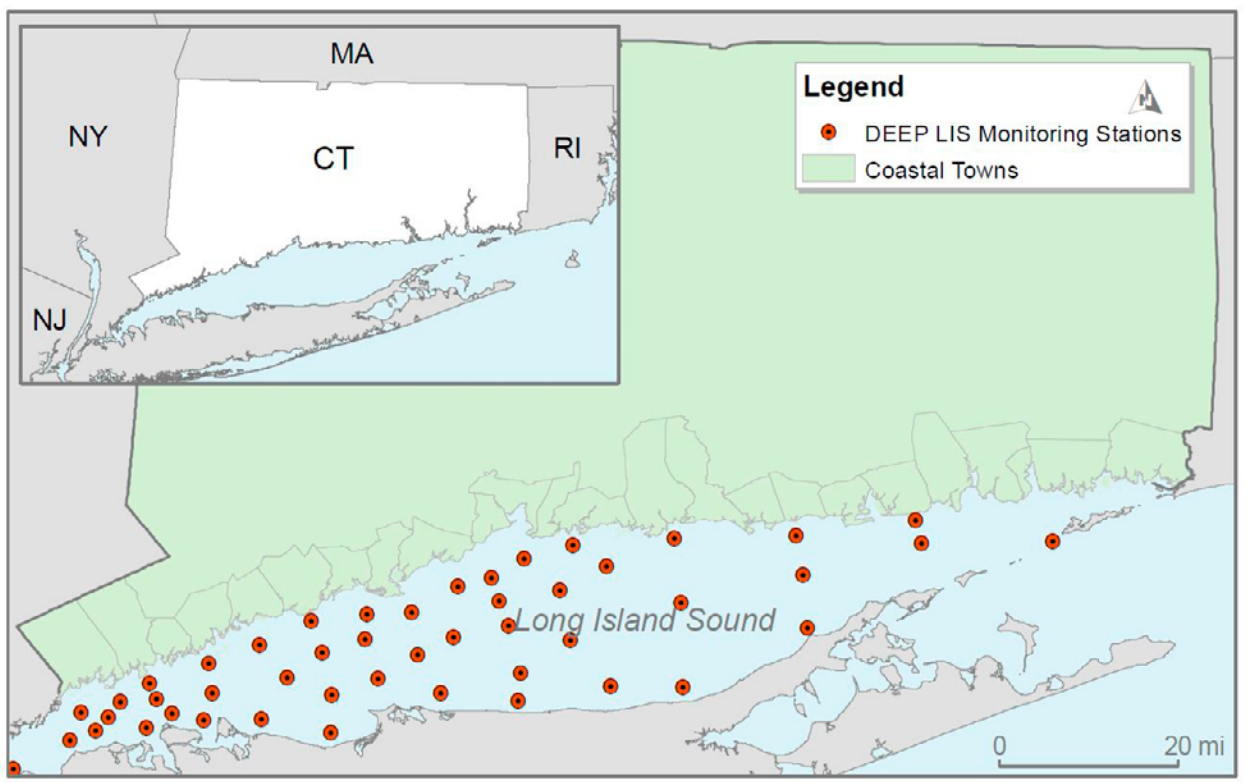 MA
NY
CT
RI
NJ
Legend
N
DEEP LIS Monitoring Stations
Coastal Towns
Long Island Sound
0 20 mi